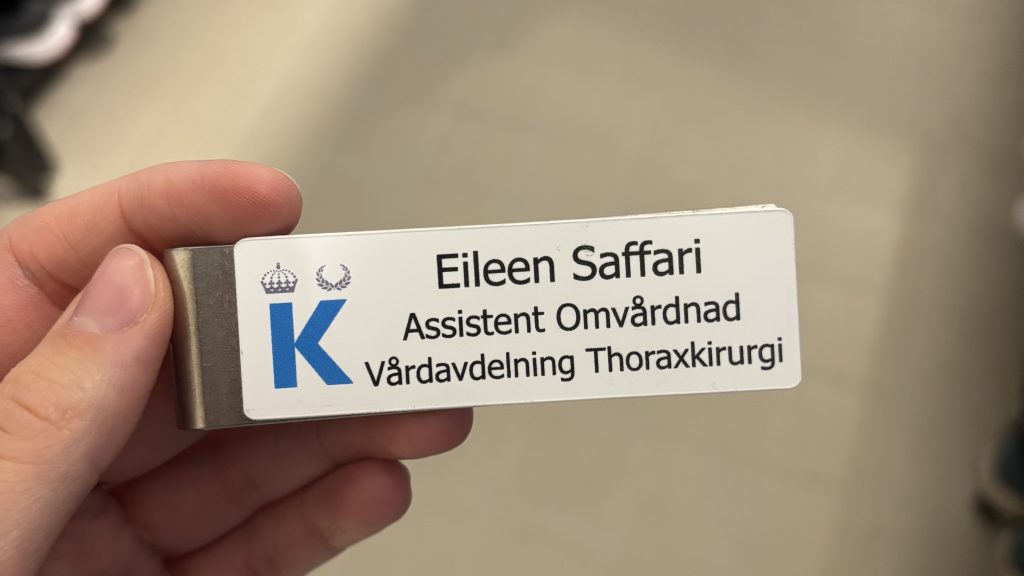 K
Eileen Saffari
Assistent Omvårdnad
Vårdavdelning Thoraxkirurgi